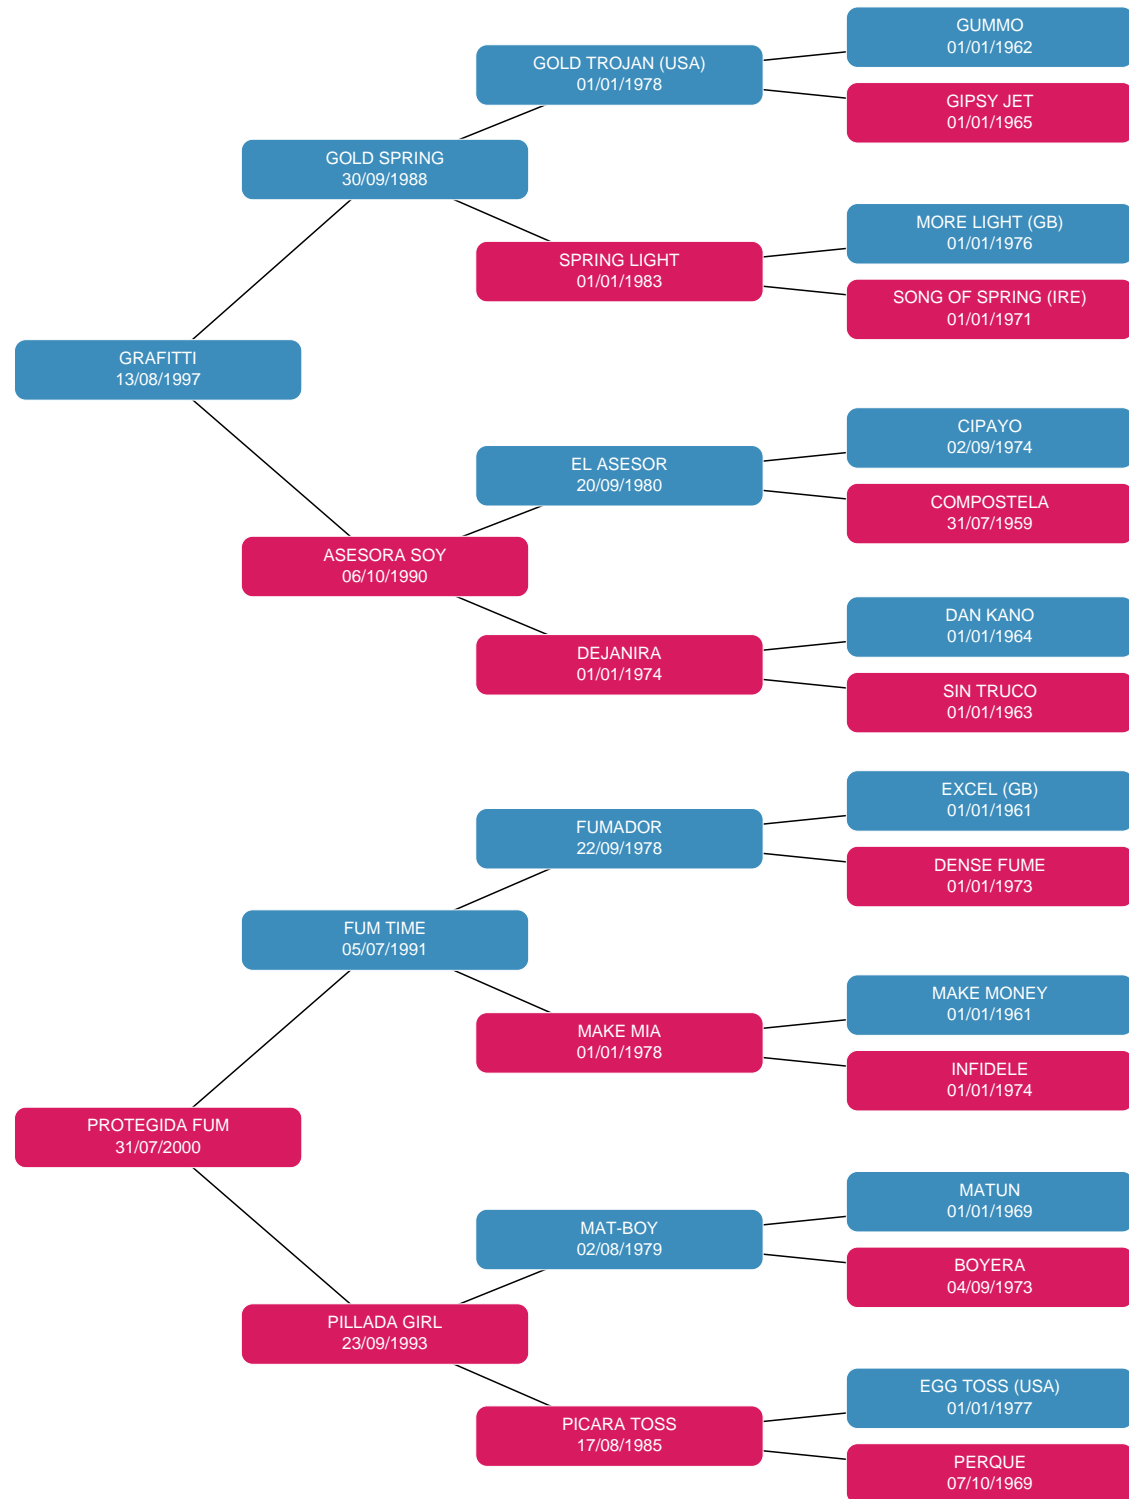 GUMMO
01/01/1962
GOLD TROJAN (USA)
01/01/1978
GIPSY JET
01/01/1965
GOLD SPRING
30/09/1988
MORE LIGHT (GB)
01/01/1976
SPRING LIGHT
01/01/1983
SONG OF SPRING (IRE)
01/01/1971
GRAFITTI
13/08/1997
CIPAYO
02/09/1974
EL ASESOR
20/09/1980
COMPOSTELA
31/07/1959
ASESORA SOY
06/10/1990
DAN KANO
01/01/1964
DEJANIRA
01/01/1974
SIN TRUCO
01/01/1963
EXCEL (GB)
01/01/1961
FUMADOR
22/09/1978
DENSE FUME
01/01/1973
FUM TIME
05/07/1991
MAKE MONEY
01/01/1961
MAKE MIA
01/01/1978
INFIDELE
01/01/1974
PROTEGIDA FUM
31/07/2000
MATUN
01/01/1969
MAT-BOY
02/08/1979
BOYERA
04/09/1973
PILLADA GIRL
23/09/1993
EGG TOSS (USA)
01/01/1977
PICARA TOSS
17/08/1985
PERQUE
07/10/1969